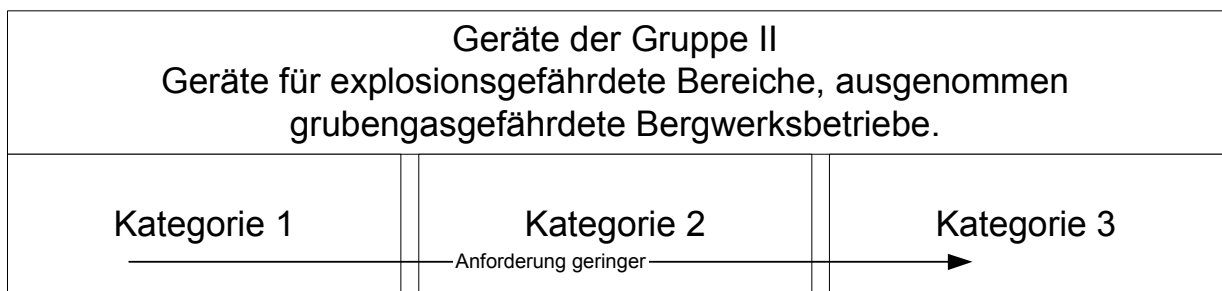 Geräte der Gruppe II
Geräte für explosionsgefährdete Bereiche, ausgenommen
grubengasgefährdete Bergwerksbetriebe.
Kategorie 1
Kategorie 2
Kategorie 3
Anforderung geringer